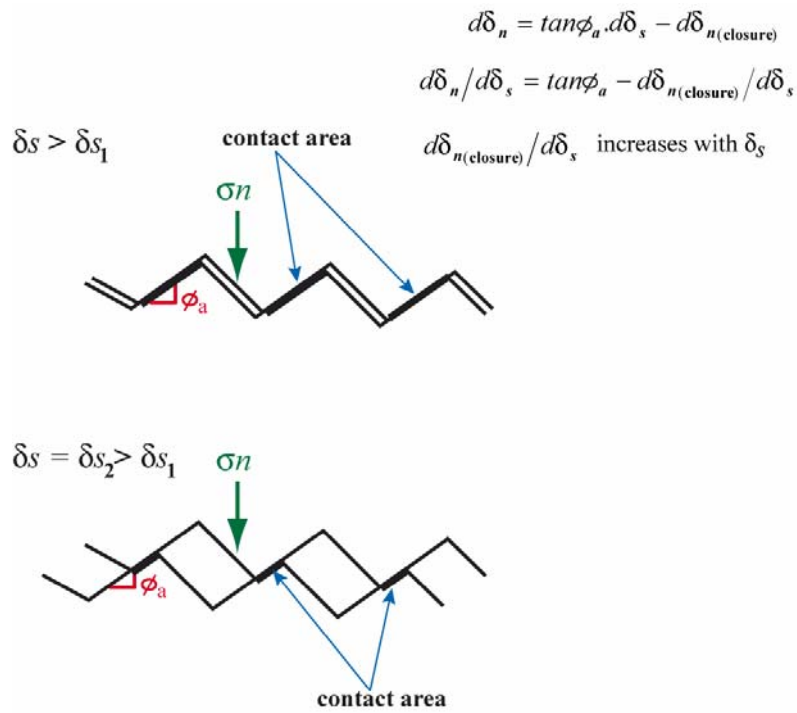 dδn = tanϕa.dδs − dδn(closure)
dδn/dδs = tanϕa − dδn(closure)/dδs
dδn(closure)/dδs increases with δs
δs > δs1
contact area
σn
ϕa
δs = δs2> δs1
σn
ϕa
contact area